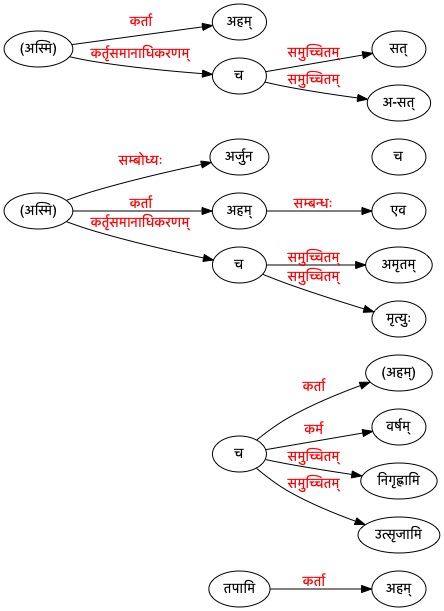 कर्ता
अहम्
(अस्मि)
कर्तृसमानाधिकरणम्
समुच्चितम्
सत्
च
समुच्चितम्
अ-सत्
सम्बोध्यः
अर्जुन
च
(अस्मि)
कर्ता
अहम्
सम्बन्धः
एव
कर्तृसमानाधिकरणम्
च
समुच्चितम्
अमृतम्
समुच्चितम्
मृत्युः
कर्ता
(अहम्)
कर्म
वर्षम्
च
समुच्चितम्
निगृह्णामि
समुच्चितम्
उत्सृजामि
तपामि
कर्ता
अहम्